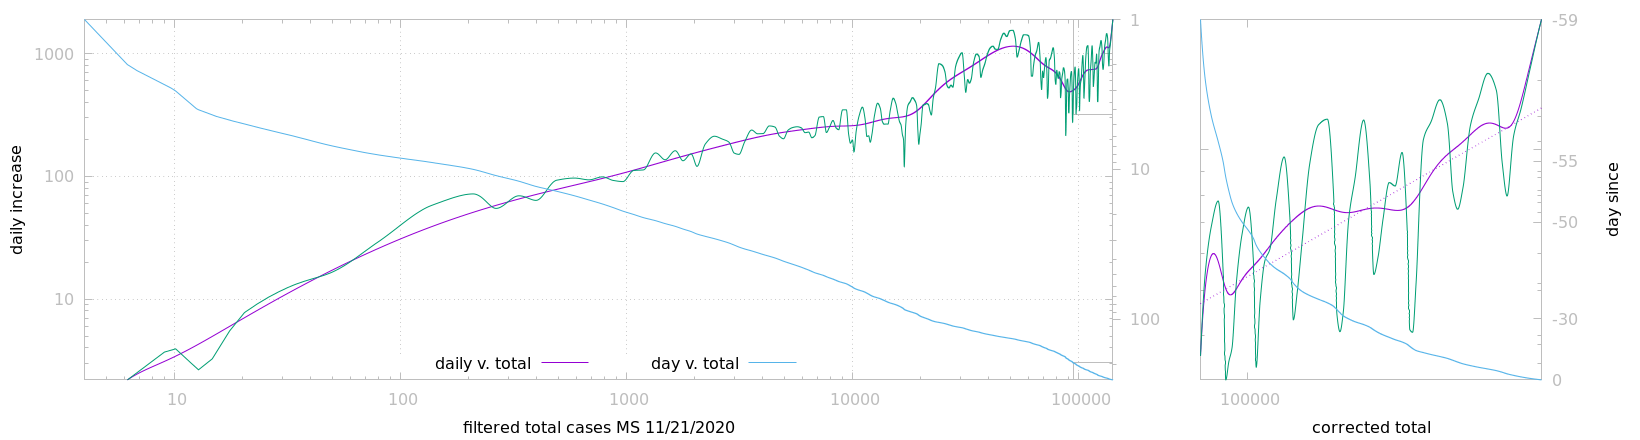 1000
100
10
daily increase
10
100
1000
10000
100000
filtered total cases MS 11/21/2020
daily v. total
day v. total
1
10
100
-59
-55
-50
-30
0
day since
100000
corrected total